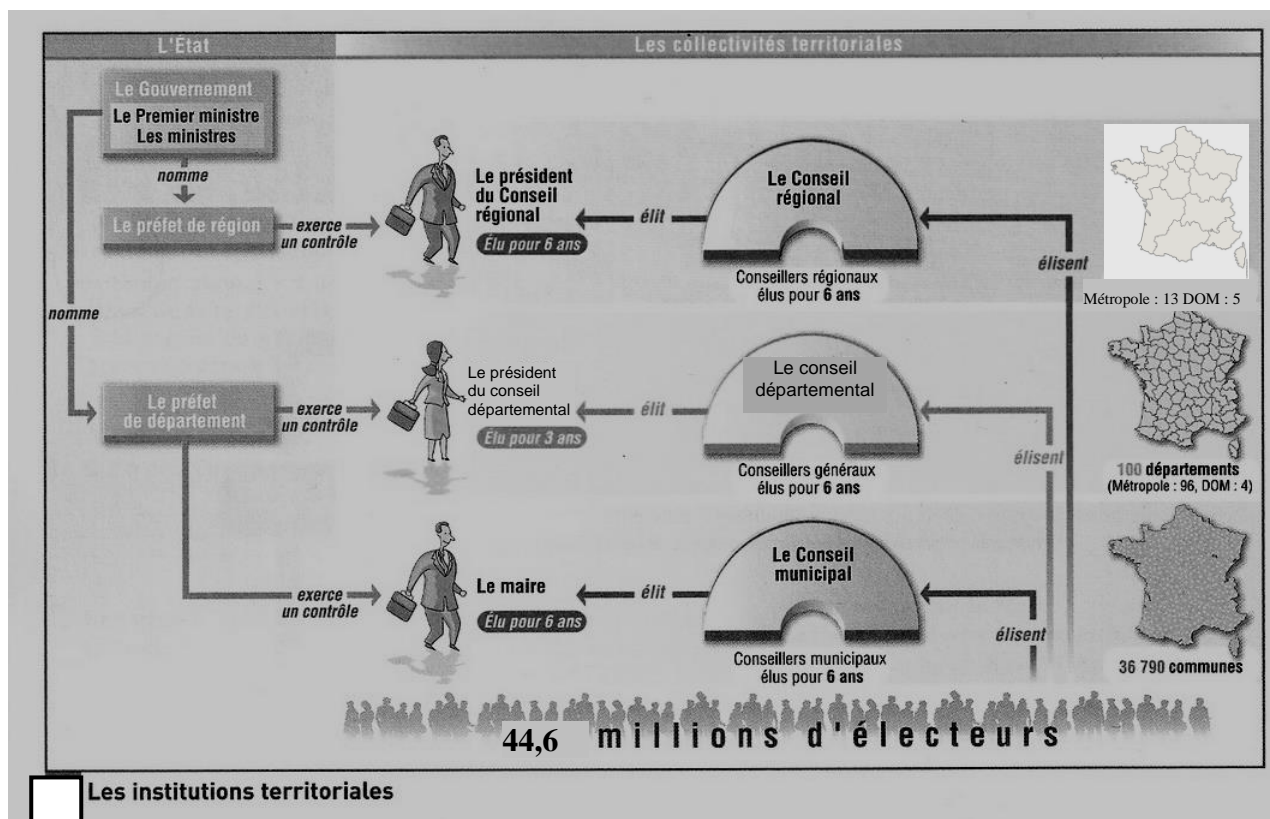 L'Etat
Les collectivités territoriales
Le Gouvernement
Le Premier ministre
Les ministres
nomme
Le préfet de région
exerce
un contrôle
Le président
du Conseil
régional
Élu pour 6 ans
élit
Le Conseil
régional
Conseillers régionaux
élus pour 6 ans
élisent
Métropole : 13 DOM : 5
nomme
Le préfet
de département
exerce
un contrôle
Le président
du conseil
départemental
Élu pour 3 ans
élit
Le conseil
départemental
Conseillers généraux
élus pour 6 ans
élisent
100 départements
(Métropole : 96, DOM : 4)
exerce
un contrôle
Le maire
Élu pour 6 ans
élit
Le Conseil
municipal
Conseillers municipaux
élus pour 6 ans
élisent
36 790 communes
44,6 millions d'électeurs
Les institutions territoriales